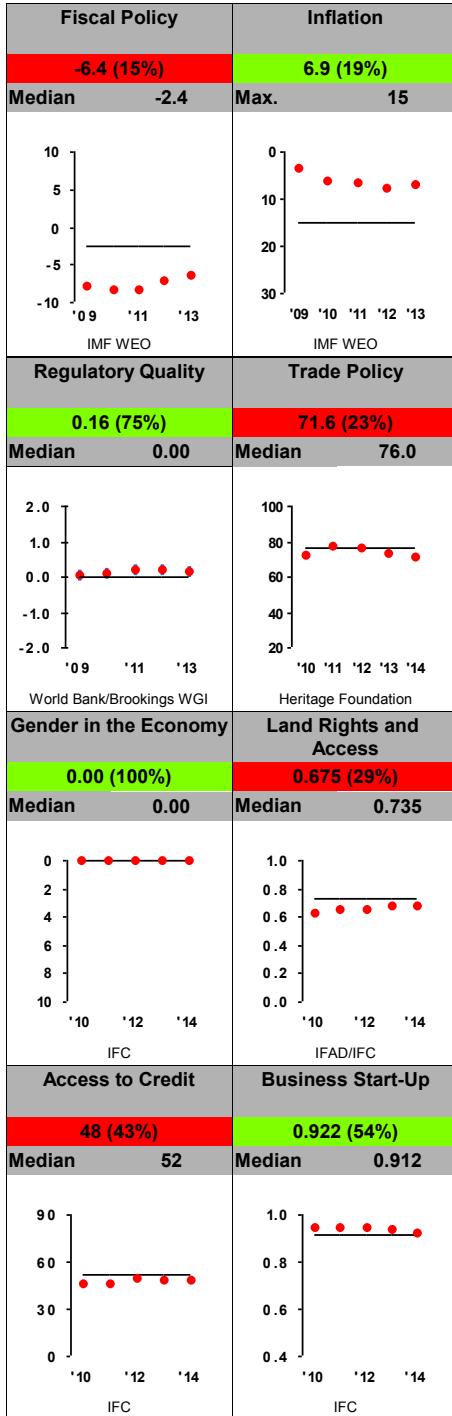 Fiscal Policy
-6.4 (15%)
Median -2.4
10
5
0
-5
-10
'0 9 '11 '13
IMF WEO
Inflation
6.9 (19%)
Max. 15
0
10
20
30
'09 '10 '11 '12 '13
IMF WEO
Regulatory Quality
0.16 (75%)
Median 0.00
2.0
1.0
0.0
-1.0
-2.0
'0 9 '11 '13
World Bank/Brookings WGI
Trade Policy
71.6 (23%)
Median 76.0
100
80
60
40
20
'10 '11 '12 '13 '14
Heritage Foundation
Gender in the Economy
0.00 (100%)
Median 0.00
0
2
4
6
8
10
'10 '12 '14
IFC
Land Rights and
Access
0.675 (29%)
Median 0.735
1.0
0.8
0.6
0.4
0.2
0.0
'10 '12 '14
IFAD/IFC
Access to Credit
48 (43%)
Median 52
90
60
30
0
'10 '12 '14
IFC
Business Start-Up
0.922 (54%)
Median 0.912
1.0
0.8
0.6
0.4
'10 '12 '14
IFC